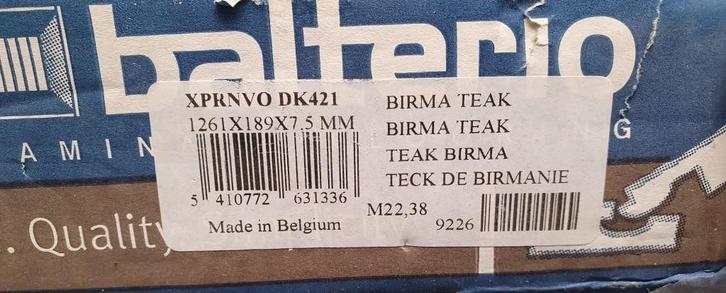 balterio
XPRNVO DK421
1261X189X7.5 MM
5 410772 631336
Made in Belgium
BIRMA TEAK
BIRMA TEAK
TEAK BIRMA
TECK DE BIRMANIE
M22,38
9226
AMIN
G
. Quality